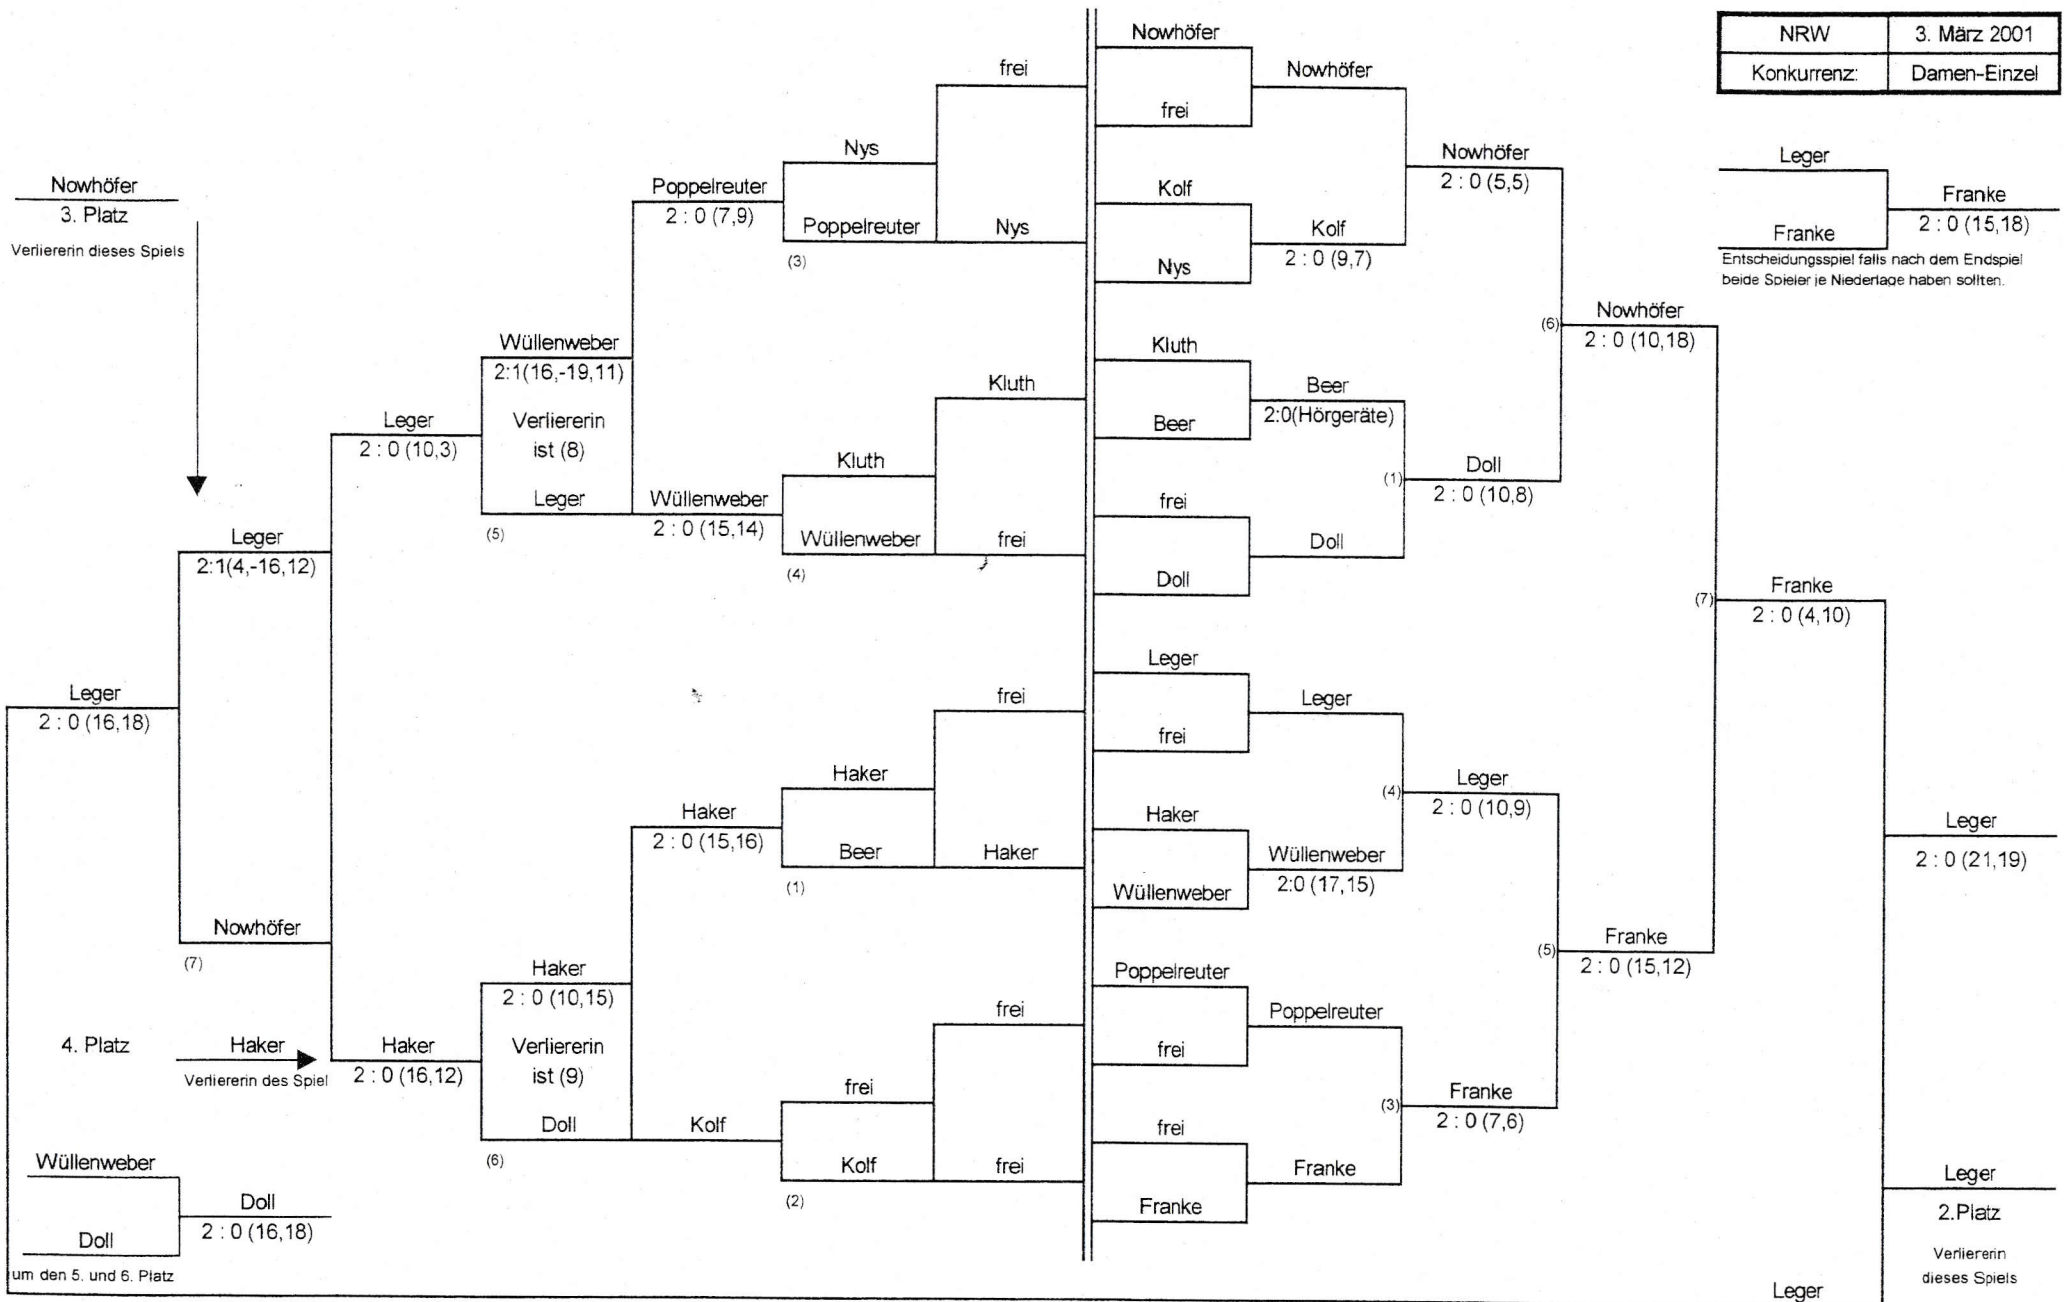 NRW 3. März 2001
Konkurrenz: Damen-Einzel
Nowhöfer
3. Platz
Verliererin dieses Spiels
Leger
2 : 0 (16,18)
Leger
2:1(4,-16,12)
Nowhöfer
(7)
4. Platz
Haker
Verliererin des Spiel
Wüllenweber
Doll
Doll
2 : 0 (16,18)
um den 5. und 6. Platz
Leger
2 : 0 (10,3)
Haker
2 : 0 (16,12)
Wüllenweber
2:1(16,-19,11)
Verliererin
ist (8)
Leger
(5)
Haker
2 : 0 (10,15)
Verliererin
ist (9)
Doll
(6)
Poppelreuter
2 : 0 (7,9)
Wüllenweber
2 : 0 (15,14)
Haker
2 : 0 (15,16)
Kolf
Nys
Poppelreuter
(3)
Kluth
Wüllenweber
(4)
Haker
Beer
(1)
frei
Kolf
(2)
frei
Nys
Kluth
frei
frei
Haker
frei
frei
Nowhöfer
frei
Kolf
Nys
Kluth
Beer
frei
Doll
Leger
frei
Haker
Wüllenweber
Poppelreuter
frei
frei
Franke
Nowhöfer
Kolf
2 : 0 (9,7)
Beer
2:0(Hörgeräte)
Doll
Leger
Wüllenweber
2:0 (17,15)
Poppelreuter
Franke
Nowhöfer
2 : 0 (5,5)
(1)
Doll
2 : 0 (10,8)
(4)
Leger
2 : 0 (10,9)
(3)
Franke
2 : 0 (7,6)
(6)
Nowhöfer
2 : 0 (10,18)
(5)
Franke
2 : 0 (15,12)
(7)
Franke
2 : 0 (4,10)
Leger
Leger
2 : 0 (21,19)
Leger
2.Platz
Verliererin
dieses Spiels
Leger
Franke
Franke
2 : 0 (15,18)
Entscheidungsspiel falls nach dem Endspiel
beide Spieler je Niederlage haben sollten.